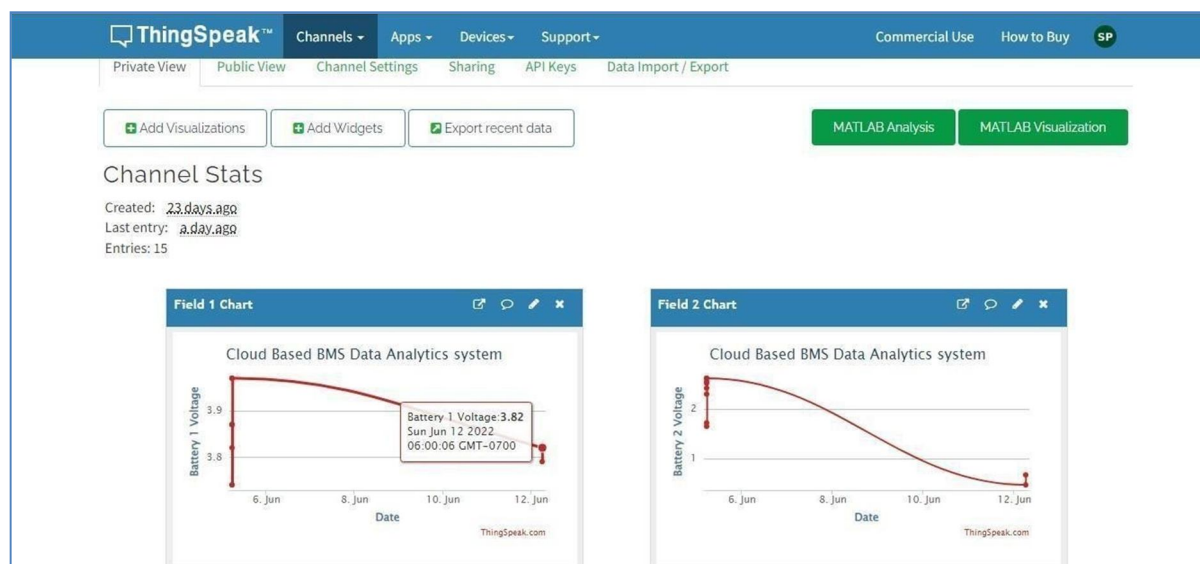 ThingSpeak™ Channels Apps Devices Support Commercial Use How to Buy SP
Private View Public View Channel Settings Sharing API Keys Data Import / Export
Add Visualizations Add Widgets Export recent data MATLAB Analysis MATLAB Visualization
Channel Stats
Created: 23 days ago
Last entry: a day ago
Entries: 15
Field 1 Chart
Cloud Based BMS Data Analytics system
Battery 1 Voltage
3.9
3.8
Battery 1 Voltage:3.82
Sun Jun 12 2022
06:00:06 GMT-0700
6. Jun 8. Jun 10. Jun 12. Jun
Date
ThingSpeak.com
Field 2 Chart
Cloud Based BMS Data Analytics system
Battery 2 Voltage
2
1
6. Jun 8. Jun 10. Jun 12. Jun
Date
ThingSpeak.com